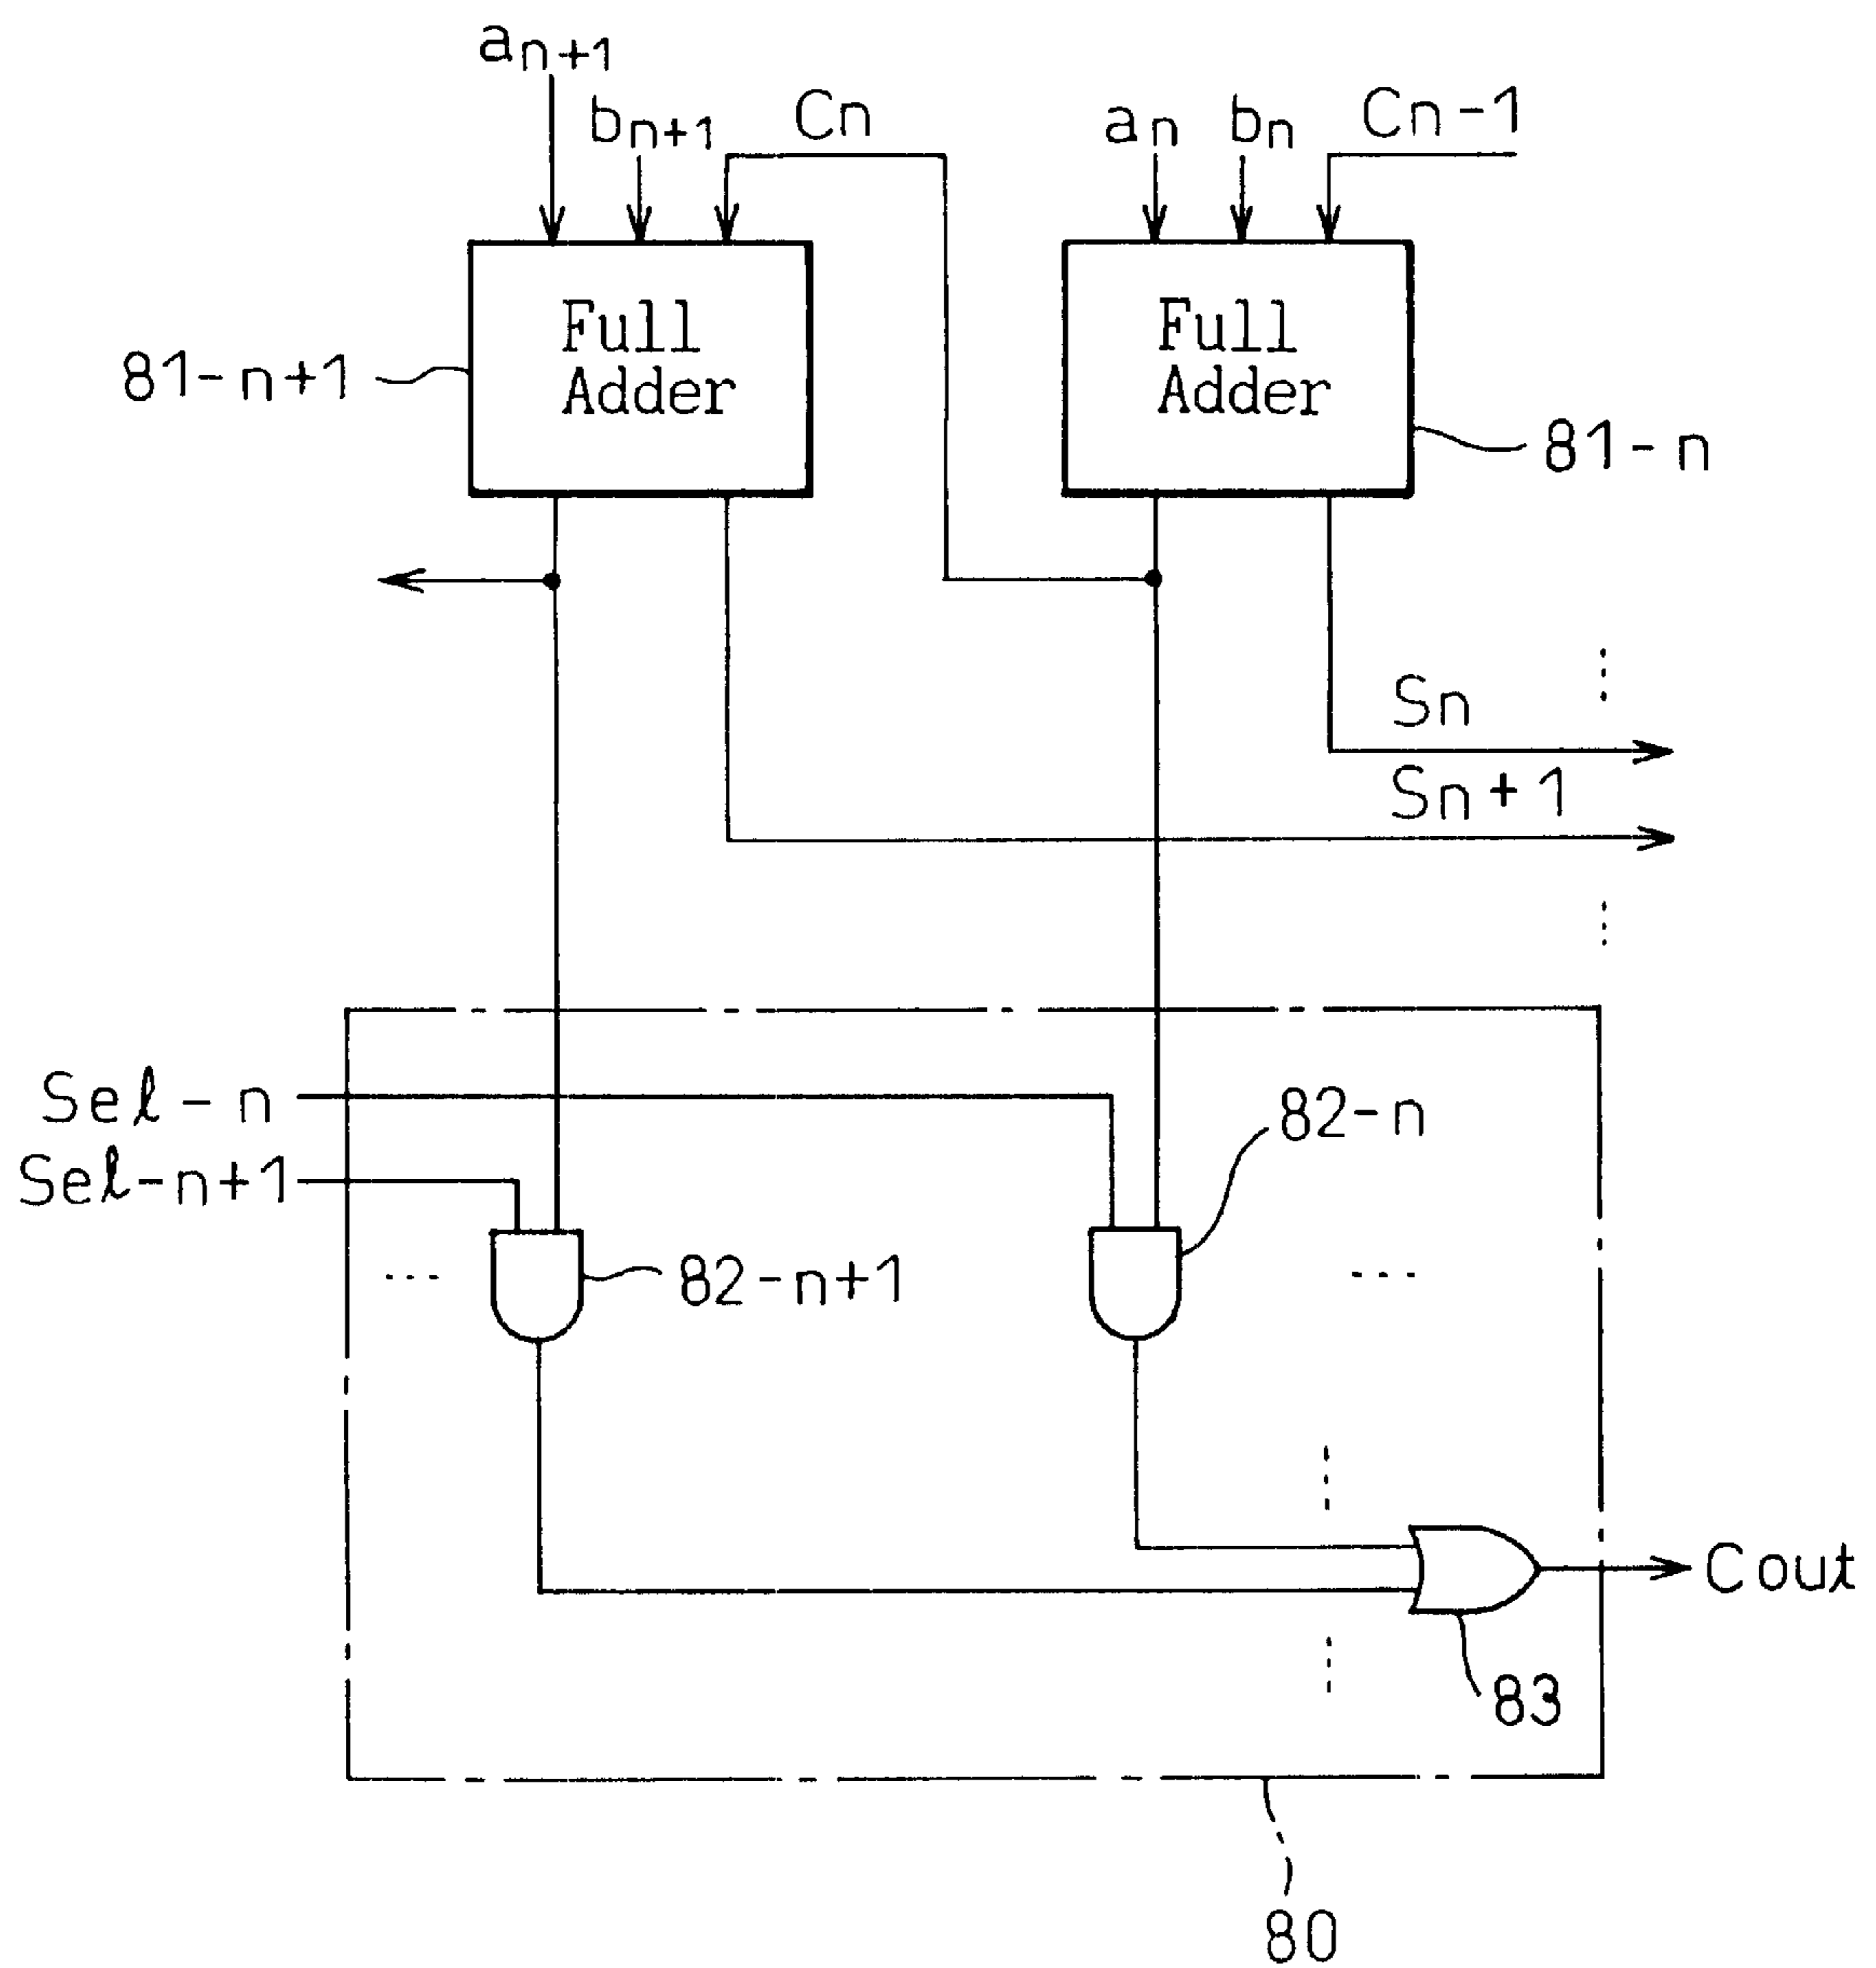 an+1
bn+1
Cn
an
bn
Cn-1
Full
Adder
Full
Adder
81-n+1
81-n
Sn
Sn+1
Sel-n
Sel-n+1
82-n
82-n+1
Cout
83
80